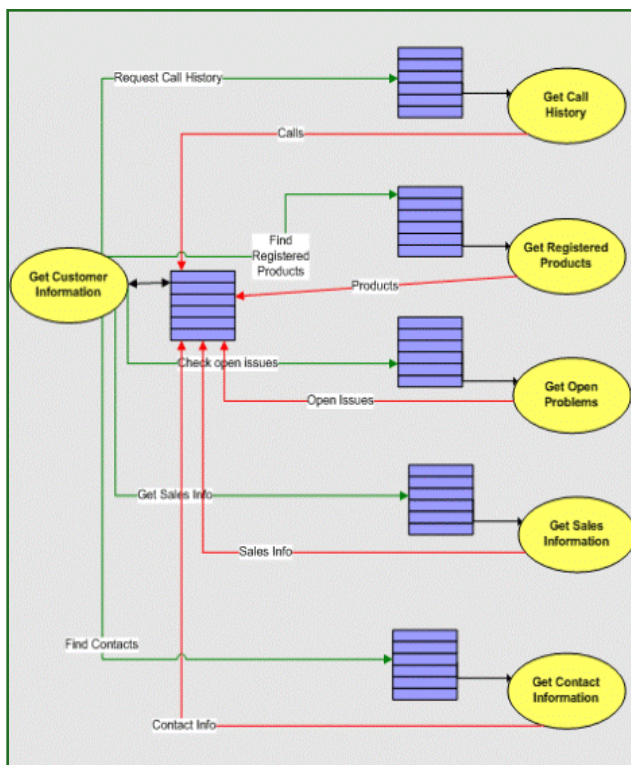 Request Call History
Get Call
History
Calls
Find
Registered
Products
Get Registered
Products
Get Customer
Information
Products
Check open issues
Get Open
Problems
Open Issues
Get Sales Info
Get Sales
Information
Sales Info
Find Contacts
Get Contact
Information
Contact Info